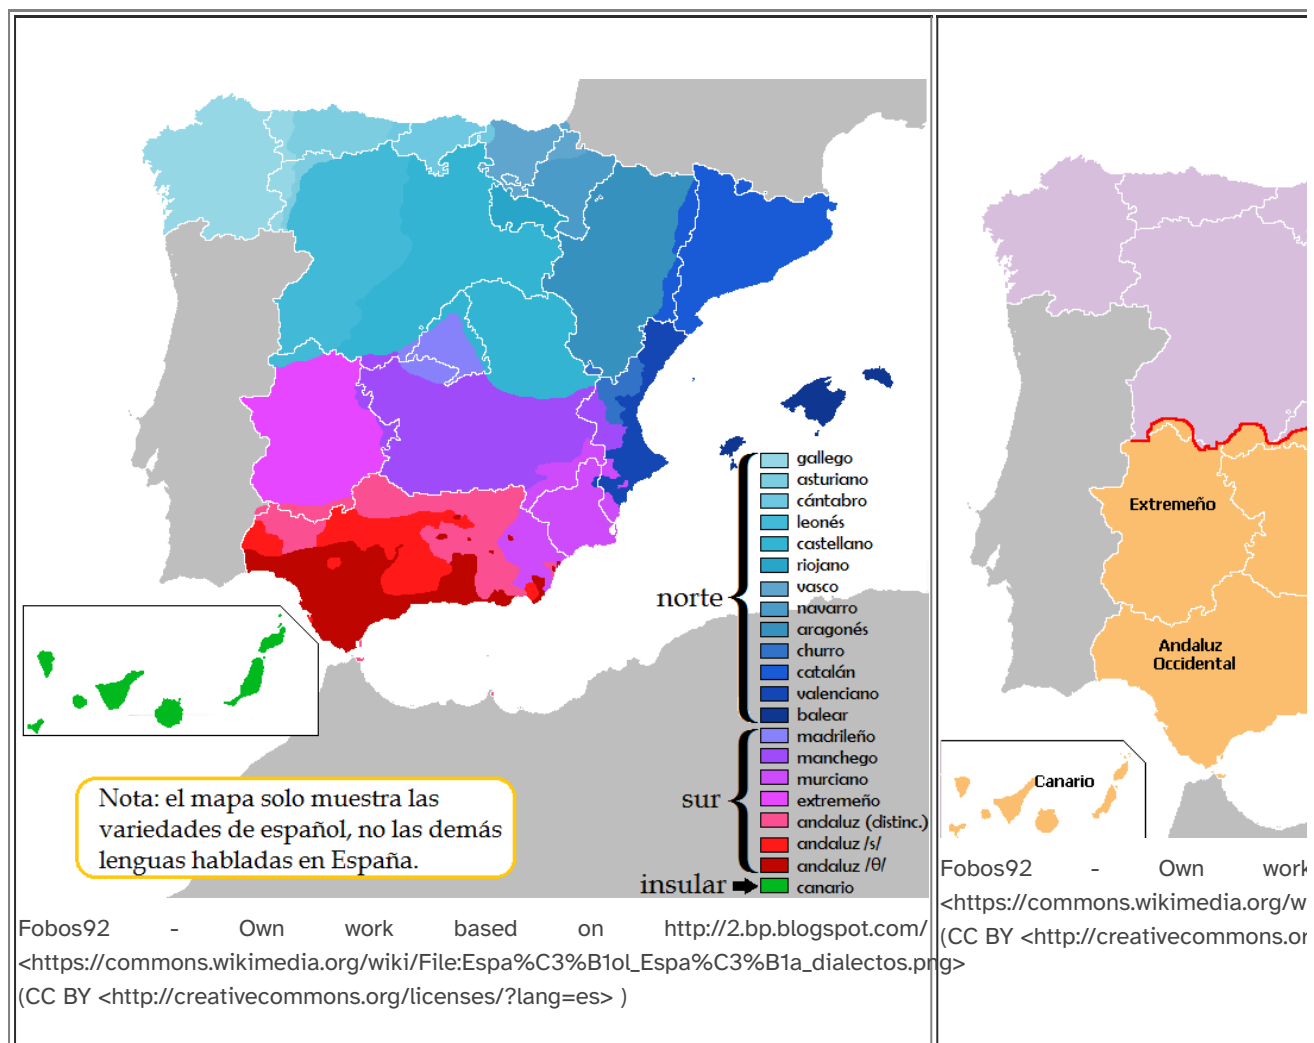 gallego
asturiano
cántabro
leonés
castellano
riojano
vasco
navarro
aragonés
churro
catalán
valenciano
balear
norte
madrileño
manchego
murciano
extremeño
andaluz (distinc.)
andaluz /s/
andaluz /θ/
sur
insular
canario
Nota: el mapa solo muestra las
variedades de español, no las demás
lenguas habladas en España.
Fobos92 - Own work based on http://2.bp.blogspot.com/
<https://commons.wikimedia.org/wiki/File:Espa%C3%B1ol_Espa%C3%B1a_dialectos.png>
(CC BY <http://creativecommons.org/licenses/?lang=es> )
Extremeño
Andaluz
Occidental
Canario
Fobos92 - Own work
<https://commons.wikimedia.org/w
(CC BY <http://creativecommons.or